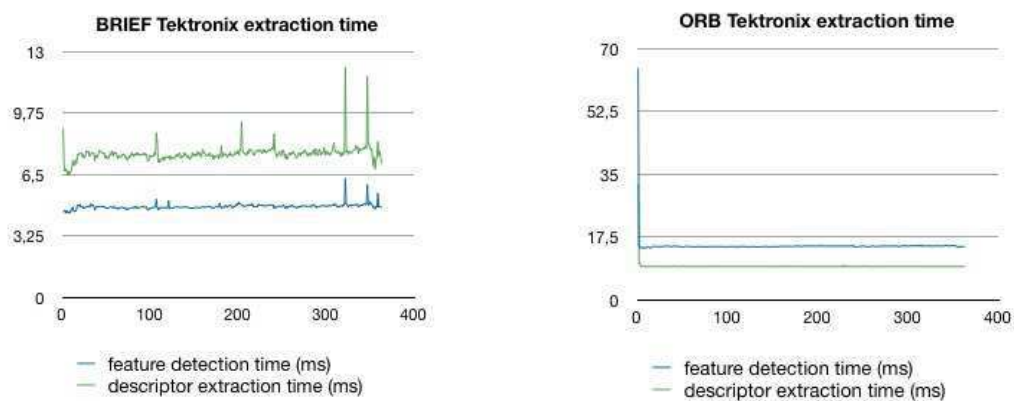 BRIEF Tektronix extraction time
13
9,75
6,5
3,25
0
0 100 200 300 400
feature detection time (ms)
descriptor extraction time (ms)
ORB Tektronix extraction time
70
52,5
35
17,5
0
0 100 200 300 400
feature detection time (ms)
descriptor extraction time (ms)